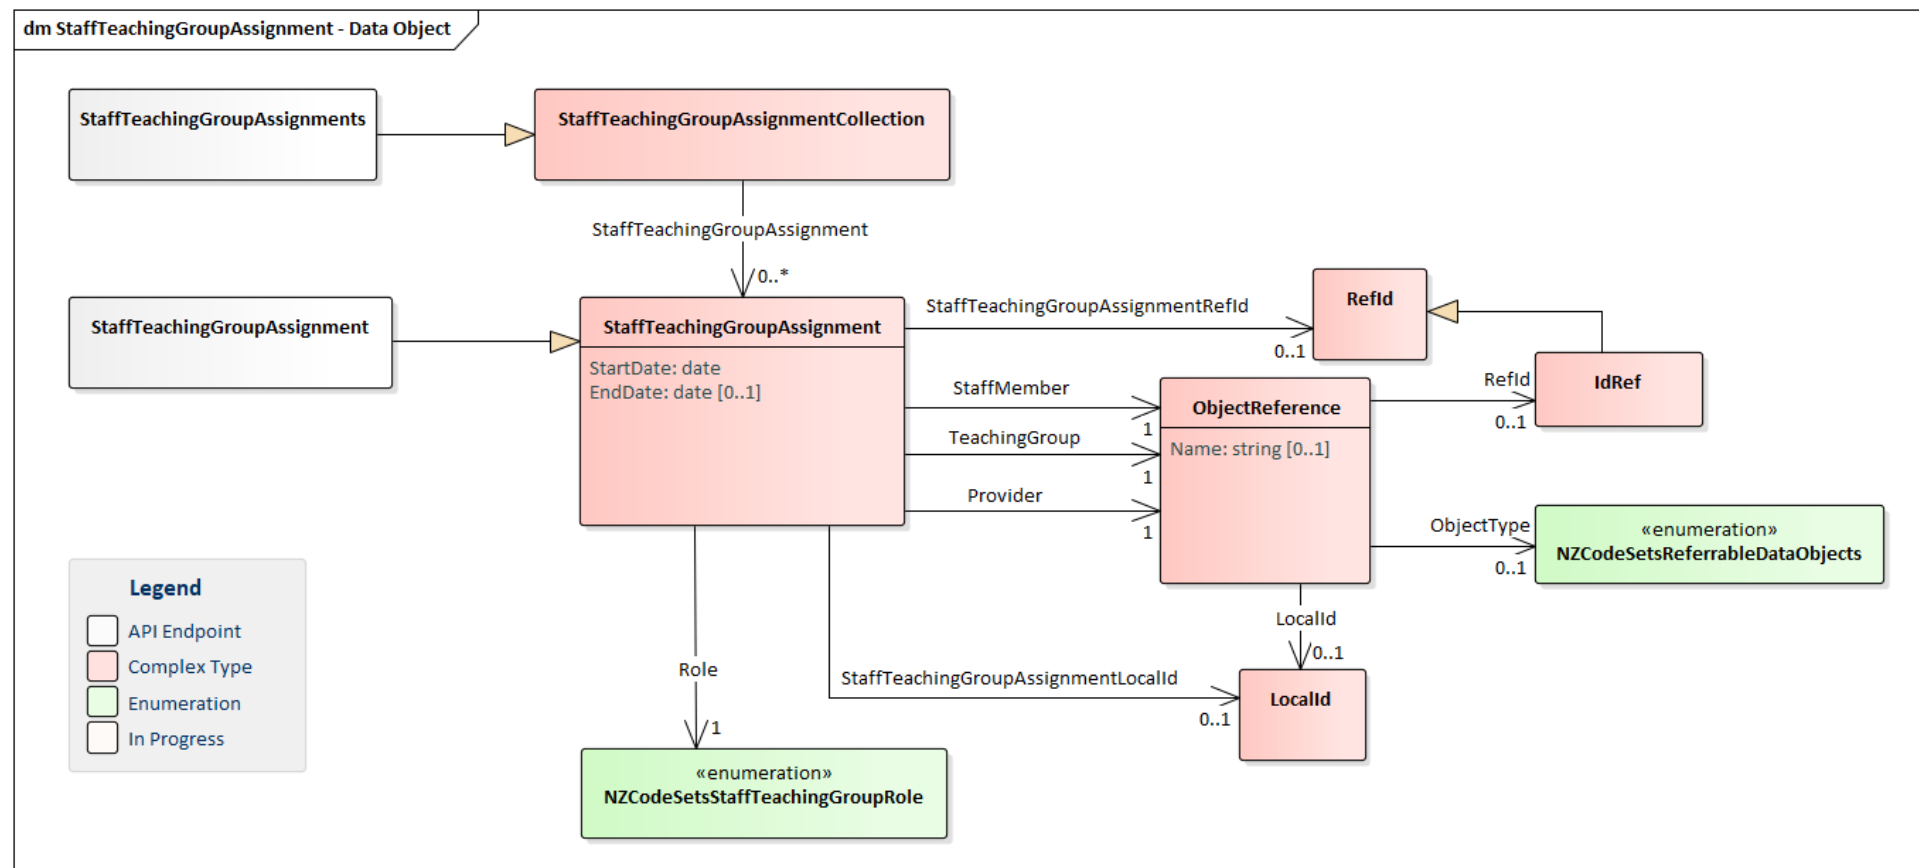 dm StaffTeachingGroupAssignment - Data Object
StaffTeachingGroupAssignments
StaffTeachingGroupAssignmentCollection
StaffTeachingGroupAssignment
0..*
StaffTeachingGroupAssignment
StaffTeachingGroupAssignment
StartDate: date
EndDate: date [0..1]
StaffTeachingGroupAssignmentRefId
0..1
RefId
StaffMember
1
TeachingGroup
1
Provider
1
ObjectReference
Name: string [0..1]
RefId
0..1
IdRef
ObjectType
0..1
«enumeration»
NZCodeSetsReferrableDataObjects
LocalId
0..1
StaffTeachingGroupAssignmentLocalId
0..1
LocalId
Role
1
«enumeration»
NZCodeSetsStaffTeachingGroupRole
Legend
API Endpoint
Complex Type
Enumeration
In Progress